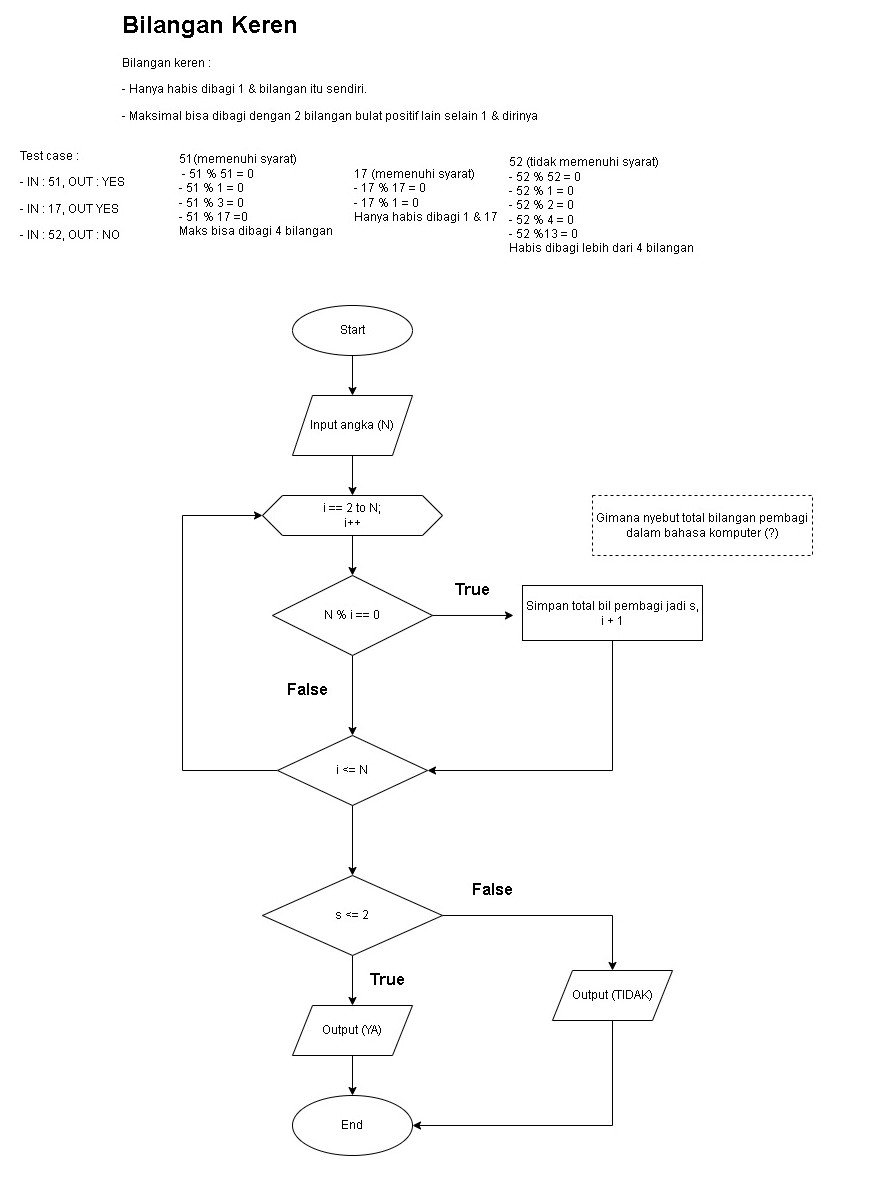 Bilangan Keren
Bilangan keren :
- Hanya habis dibagi 1 & bilangan itu sendiri.
- Maksimal bisa dibagi dengan 2 bilangan bulat positif lain selain 1 & dirinya
Test case :
- IN : 51, OUT : YES
- IN : 17, OUT YES
- IN : 52, OUT : NO
51(memenuhi syarat)
- 51 % 51 = 0
- 51 % 1 = 0
- 51 % 3 = 0
- 51 % 17 =0
Maks bisa dibagi 4 bilangan
17 (memenuhi syarat)
- 17 % 17 = 0
- 17 % 1 = 0
Hanya habis dibagi 1 & 17
52 (tidak memenuhi syarat)
- 52 % 52 = 0
- 52 % 1 = 0
- 52 % 2 = 0
- 52 % 4 = 0
- 52 %13 = 0
Habis dibagi lebih dari 4 bilangan
Start
Input angka (N)
i == 2 to N;
i++
Gimana nyebut total bilangan pembagi
dalam bahasa komputer (?)
N % i == 0
True
Simpan total bil pembagi jadi s,
i + 1
False
i <= N
s <= 2
False
True
Output (YA)
Output (TIDAK)
End